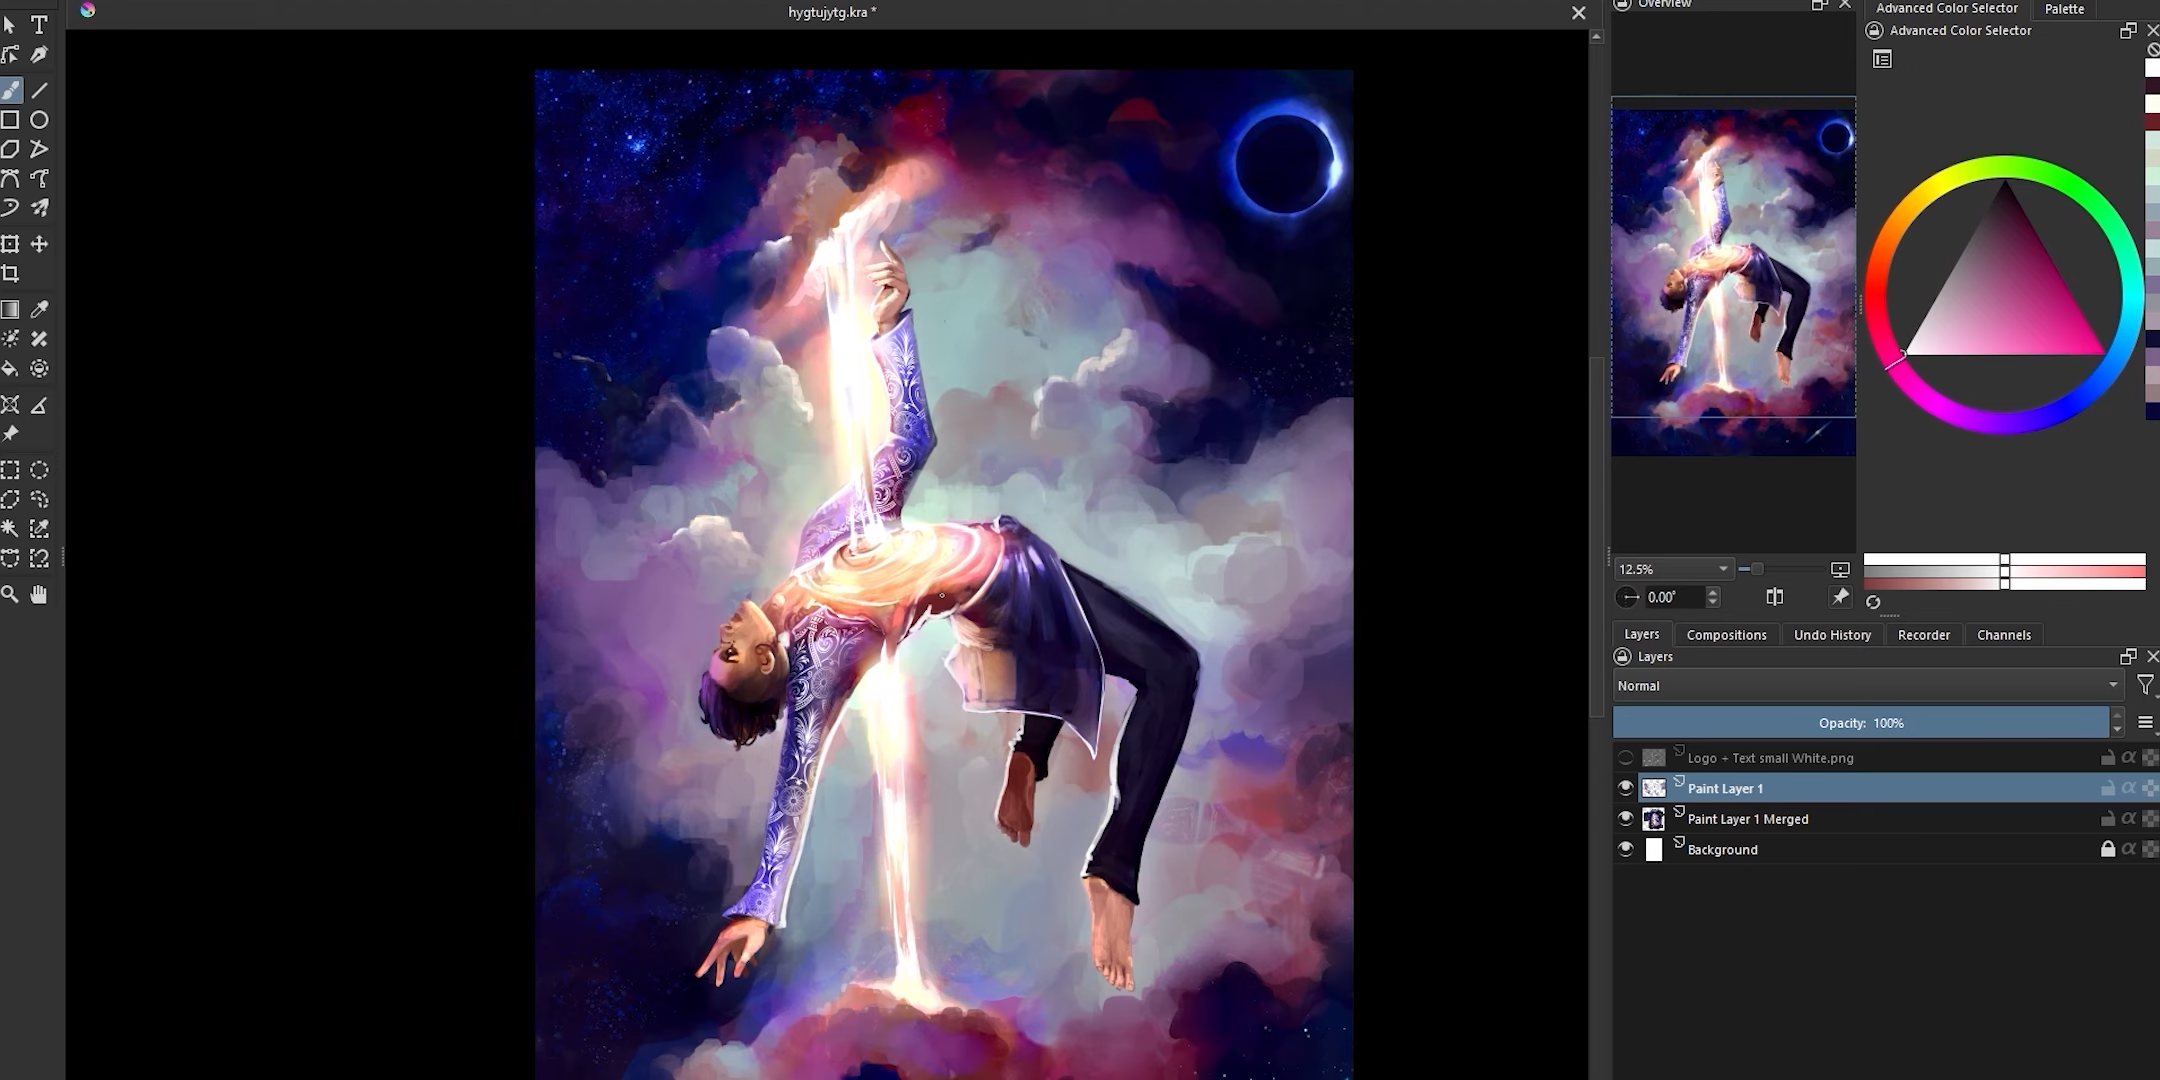 hygtujytg.kra *
Overview
Advanced Color Selector
Palette
Advanced Color Selector
12.5%
0.00°
Layers
Compositions
Undo History
Recorder
Channels
Layers
Normal
Opacity: 100%
Logo + Text small White.png
Paint Layer 1
Paint Layer 1 Merged
Background